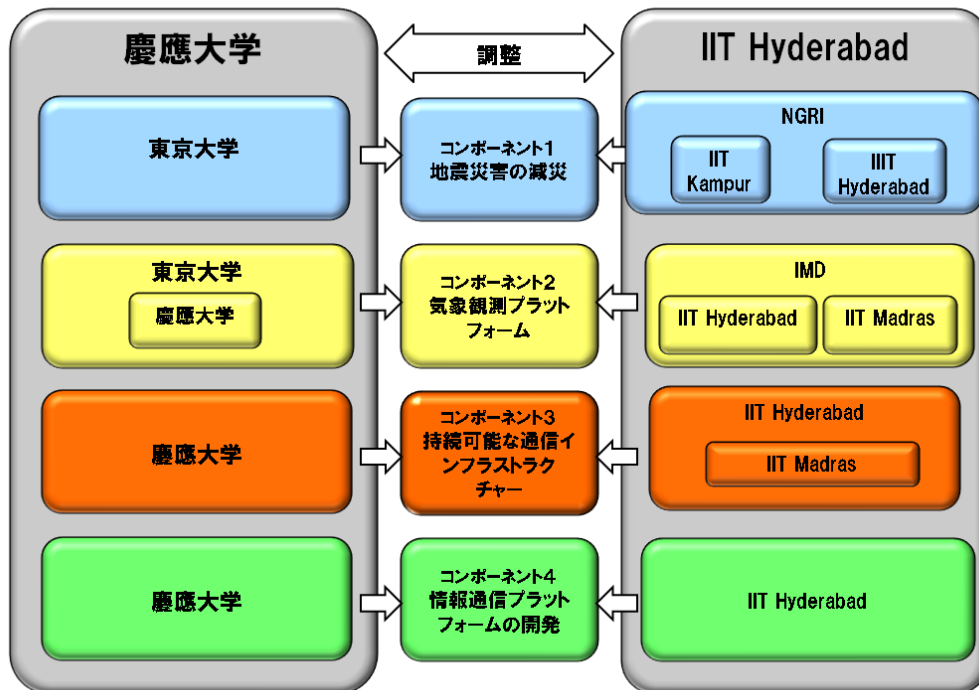 慶應大学
調整
IIT Hyderabad
東京大学
コンポーネント1
地震災害の減災
NGRI
IIT
Kampur
IIIT
Hyderabad
東京大学
慶應大学
コンポーネント2
気象観測プラット
フォーム
IMD
IIT Hyderabad
IIT Madras
慶應大学
コンポーネント3
持続可能な通信イ
ンフラストラク
チャー
IIT Hyderabad
IIT Madras
慶應大学
コンポーネント4
情報通信プラット
フォームの開発
IIT Hyderabad